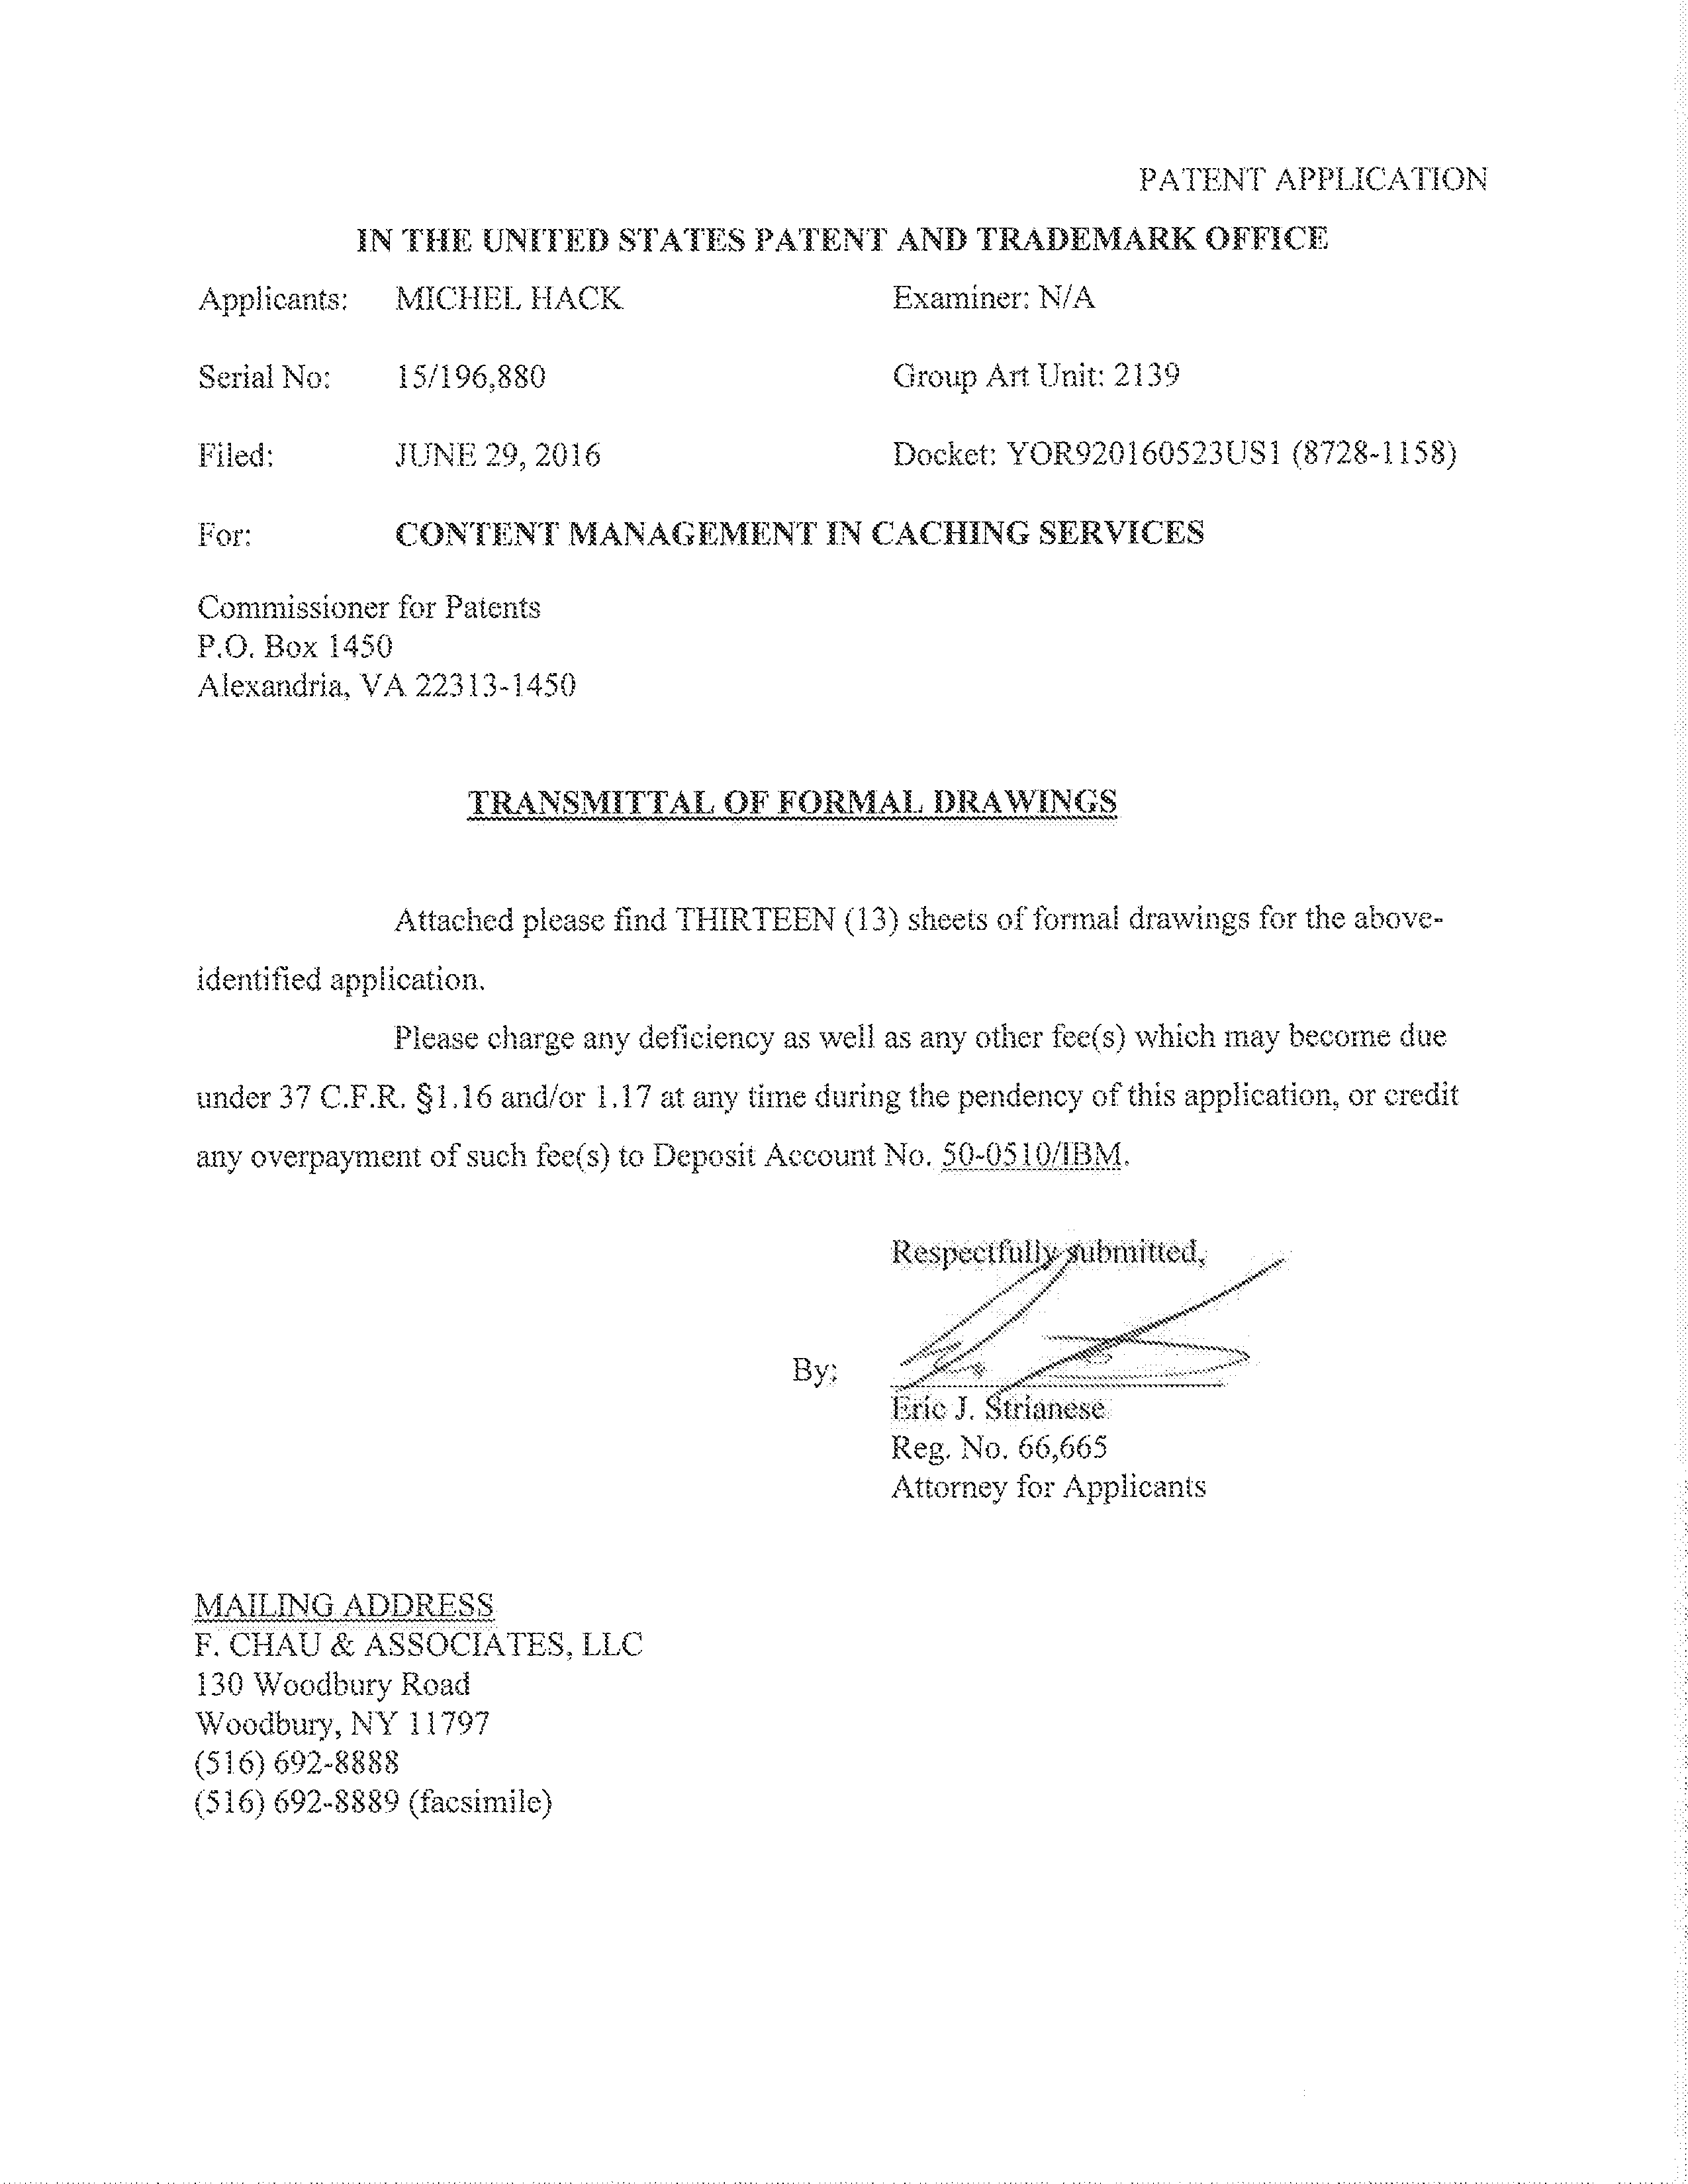 PATENT APPLICATION
IN THE UNITED STATES PATENT AND TRADEMARK OFFICE
Applicants: MICHEL HACK Examiner: N/A
Serial No: 15/196,880 Group Art Unit: 2139
Filed: JUNE 29, 2016 Docket: YOR920160523US1 (8728-1158)
For: CONTENT MANAGEMENT IN CACHING SERVICES
Commissioner for Patents
P.O. Box 1450
Alexandria, VA 22313-1450
TRANSMITTAL OF FORMAL DRAWINGS
Attached please find THIRTEEN (13) sheets of formal drawings for the above-
identified application.
Please charge any deficiency as well as any other fee(s) which may become due
under 37 C.F.R. §1.16 and/or 1.17 at any time during the pendency of this application, or credit
any overpayment of such fee(s) to Deposit Account No. 50-0510/IBM.
Respectfully submitted,
By:
Eric J. Strianese
Reg. No. 66,665
Attorney for Applicants
MAILING ADDRESS
F. CHAU & ASSOCIATES, LLC
130 Woodbury Road
Woodbury, NY 11797
(516) 692-8888
(516) 692-8889 (facsimile)